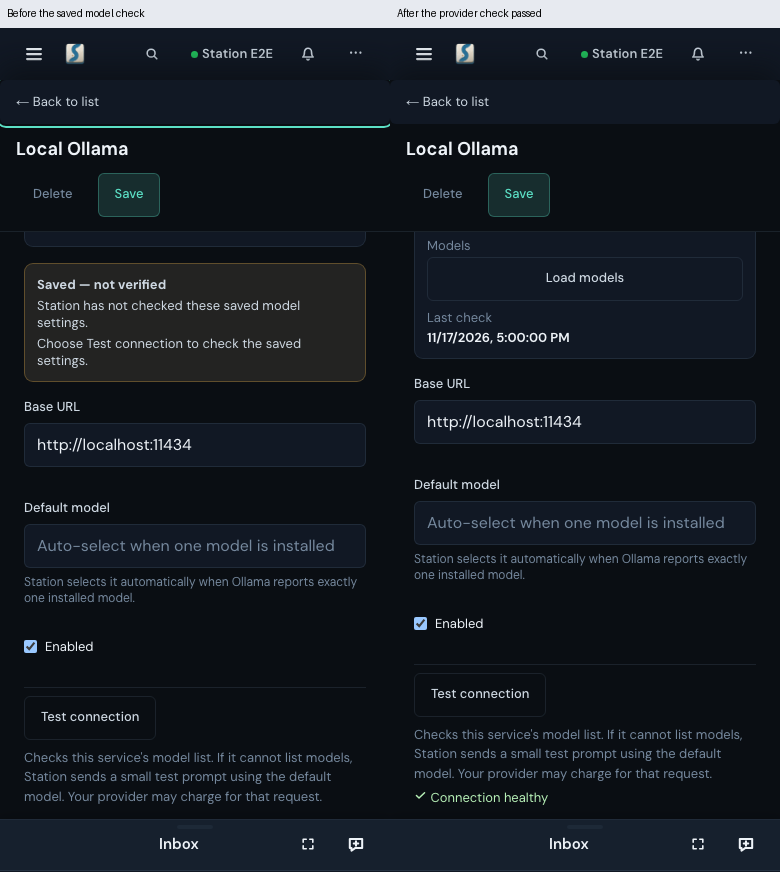 Before the saved model check
Station E2E
← Back to list
Local Ollama
Delete
Save
Saved — not verified
Station has not checked these saved model
settings.
Choose Test connection to check the saved
settings.
Base URL
http://localhost:11434
Default model
Auto-select when one model is installed
Station selects it automatically when Ollama reports exactly
one installed model.
Enabled
Test connection
Checks this service's model list. If it cannot list models,
Station sends a small test prompt using the default
model. Your provider may charge for that request.
Inbox
After the provider check passed
Station E2E
← Back to list
Local Ollama
Delete
Save
Models
Load models
Last check
11/17/2026, 5:00:00 PM
Base URL
http://localhost:11434
Default model
Auto-select when one model is installed
Station selects it automatically when Ollama reports exactly
one installed model.
Enabled
Test connection
Checks this service's model list. If it cannot list models,
Station sends a small test prompt using the default
model. Your provider may charge for that request.
Connection healthy
Inbox